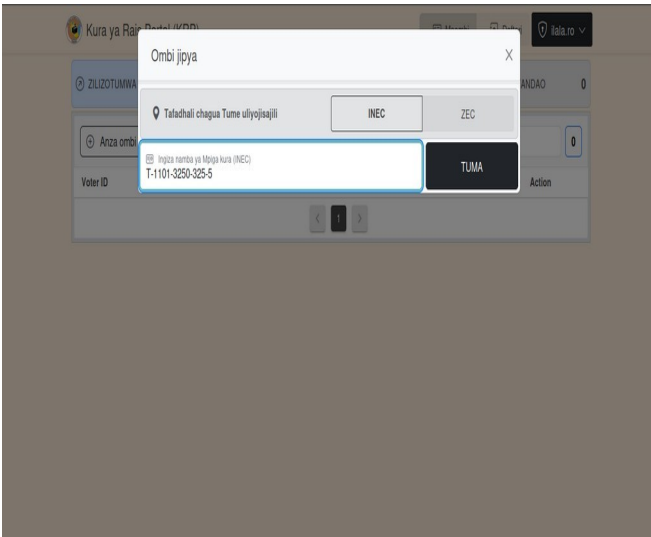 Kura ya Rais Portal (KRP)
Maombi
ilala.ro
Ombi jipya
X
ZILIZOTUMWA
0
Tafadhali chagua Tume uliyojisajili
INEC
ZEC
Anza ombi
0
Ingiza namba ya Mpiga kura (INEC)
T-1101-3250-325-5
TUMA
Voter ID
Action
1